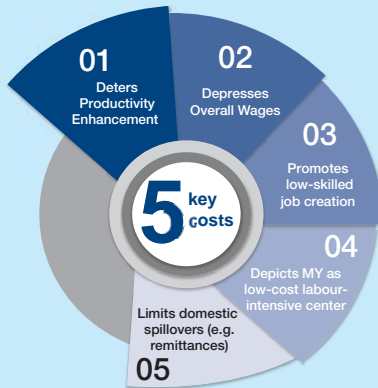 01
Deters
Productivity
Enhancement
02
Depresses
Overall Wages
03
Promotes
low-skilled
job creation
04
Depicts MY as
low-cost labour-
intensive center
Limits domestic
spillovers (e.g.
remittances)
05
5 key
costs